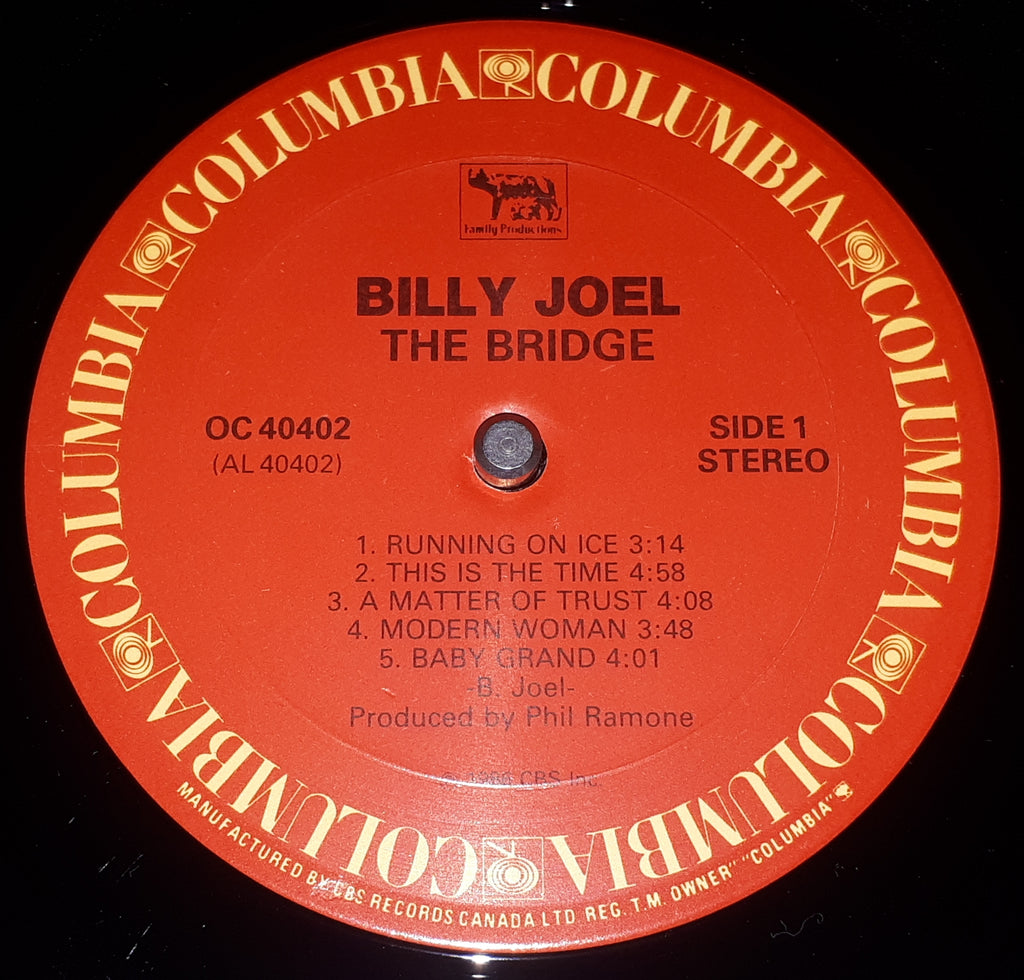 COLUMBIA COLUMBIA COLUMBIA COLUMBIA COLUMBIA COLUMBIA
Family Productions
BILLY JOEL
THE BRIDGE
OC 40402
(AL 40402)
SIDE 1
STEREO
1. RUNNING ON ICE 3:14
2. THIS IS THE TIME 4:58
3. A MATTER OF TRUST 4:08
4. MODERN WOMAN 3:48
5. BABY GRAND 4:01
-B. Joel-
Produced by Phil Ramone
℗ 1986 CBS Inc.
MANUFACTURED BY CBS RECORDS CANADA LTD. REG. T.M. OWNER" "COLUMBIA"